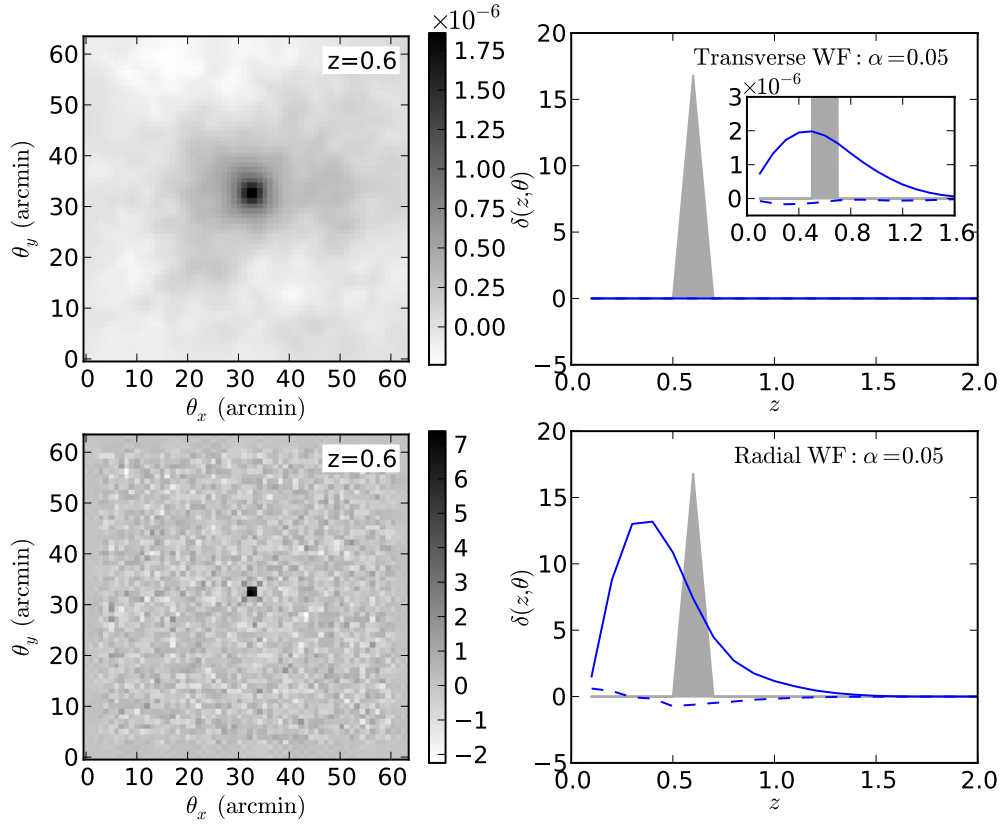 ×10⁻⁶
z=0.6
60
50
40
30
20
10
0
θ_y (arcmin)
0 10 20 30 40 50 60
θ_x (arcmin)
1.75
1.50
1.25
1.00
0.75
0.50
0.25
0.00
Transverse WF: α=0.05
20
15
10
5
0
−5
δ(z,θ)
0.0 0.5 1.0 1.5 2.0
z
×10⁻⁶
3
2
1
0
0.0 0.4 0.8 1.2 1.6
z=0.6
60
50
40
30
20
10
0
θ_y (arcmin)
0 10 20 30 40 50 60
θ_x (arcmin)
7
6
5
4
3
2
1
0
−1
−2
Radial WF: α=0.05
20
15
10
5
0
−5
δ(z,θ)
0.0 0.5 1.0 1.5 2.0
z